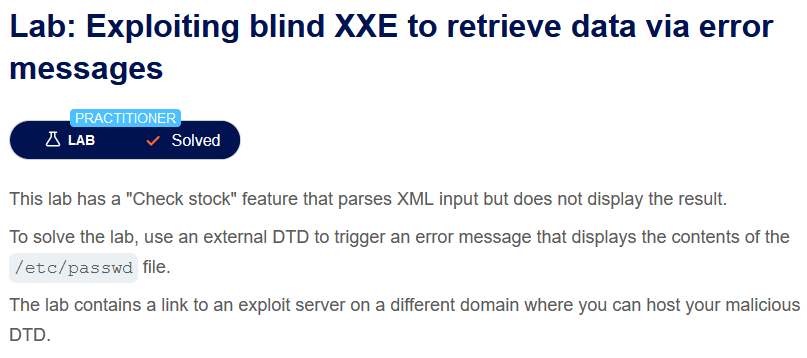 Lab: Exploiting blind XXE to retrieve data via error
messages
PRACTITIONER
LAB Solved
This lab has a "Check stock" feature that parses XML input but does not display the result.
To solve the lab, use an external DTD to trigger an error message that displays the contents of the
/etc/passwd file.
The lab contains a link to an exploit server on a different domain where you can host your malicious
DTD.